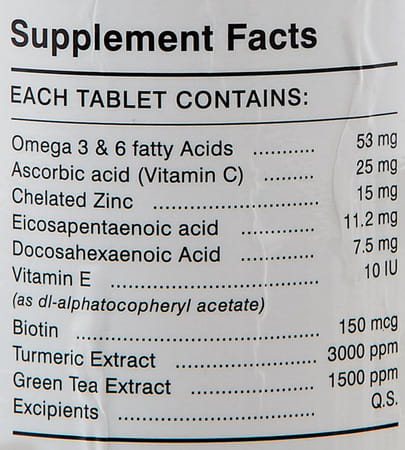 Supplement Facts
EACH TABLET CONTAINS:
Omega 3 & 6 fatty Acids ............ 53 mg
Ascorbic acid (Vitamin C) ......... 25 mg
Chelated Zinc .............................. 15 mg
Eicosapentaenoic acid ............. 11.2 mg
Docosahexaenoic Acid ............. 7.5 mg
Vitamin E ..................................... 10 IU
(as dl-alphatocopheryl acetate)
Biotin .......................................... 150 mcg
Turmeric Extract ......................... 3000 ppm
Green Tea Extract ...................... 1500 ppm
Excipients .................................... Q.S.